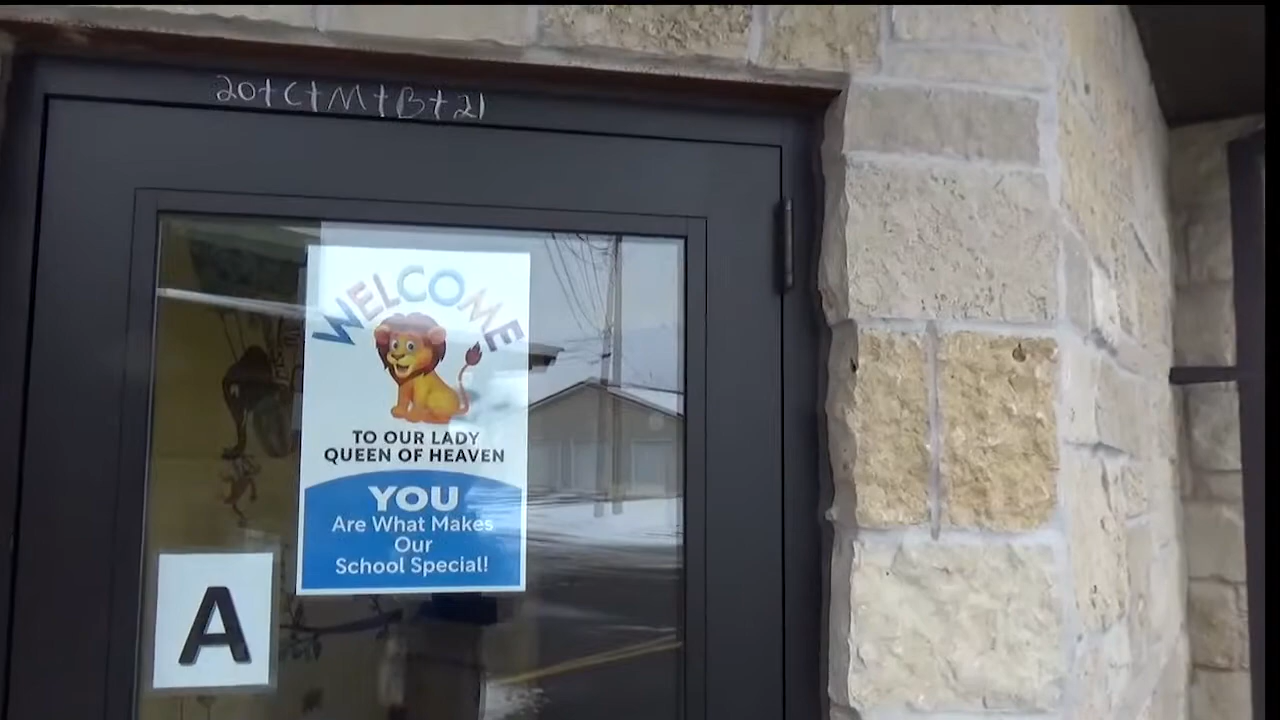 20+C+M+B+21
WELCOME
TO OUR LADY
QUEEN OF HEAVEN
YOU
Are What Makes
Our
School Special!
A